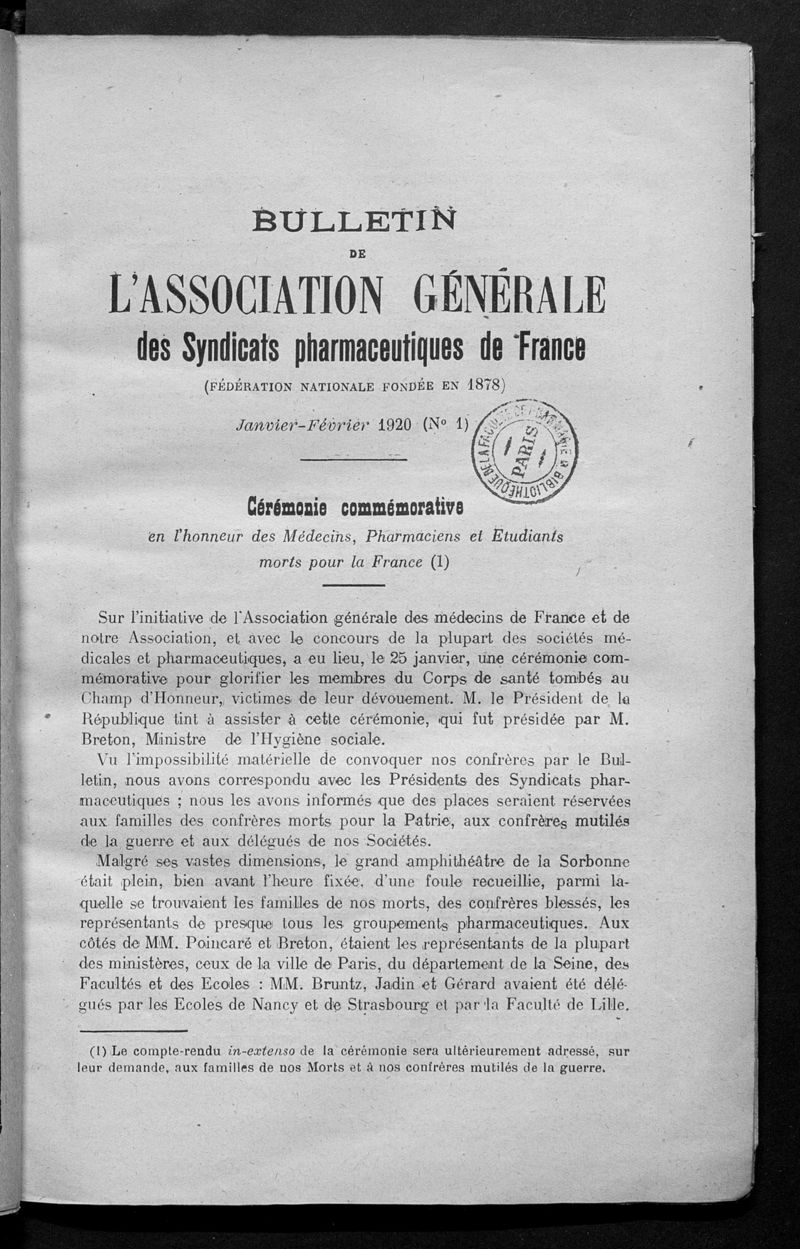 BULLETIN
DE
L'ASSOCIATION GÉNÉRALE
des Syndicats pharmaceutiques de France
(FÉDÉRATION NATIONALE FONDÉE EN 1878)
Janvier-Février 1920 (N° 1)
BIBLIOTHÈQUE DE LA FACULTÉ DE PHARMACIE
PARIS
Cérémonie commémorative
en l'honneur des Médecins, Pharmaciens et Etudiants
morts pour la France (1)
Sur l'initiative de l'Association générale des médecins de France et de
notre Association, et avec le concours de la plupart des sociétés mé-
dicales et pharmaceutiques, a eu lieu, le 25 janvier, une cérémonie com-
mémorative pour glorifier les membres du Corps de santé tombés au
Champ d'Honneur, victimes de leur dévouement. M. le Président de la
République tint à assister à cette cérémonie, qui fut présidée par M.
Breton, Ministre de l'Hygiène sociale.
Vu l'impossibilité matérielle de convoquer nos confrères par le Bul-
letin, nous avons correspondu avec les Présidents des Syndicats phar-
maceutiques ; nous les avons informés que des places seraient réservées
aux familles des confrères morts pour la Patrie, aux confrères mutilés
de la guerre et aux délégués de nos Sociétés.
Malgré ses vastes dimensions, le grand amphithéâtre de la Sorbonne
était plein, bien avant l'heure fixée, d'une foule recueillie, parmi la-
quelle se trouvaient les familles de nos morts, des confrères blessés, les
représentants de presque tous les groupements pharmaceutiques. Aux
côtés de MM. Poincaré et Breton, étaient les représentants de la plupart
des ministères, ceux de la ville de Paris, du département de la Seine, des
Facultés et des Ecoles : MM. Bruntz, Jadin et Gérard avaient été délé-
gués par les Ecoles de Nancy et de Strasbourg et par la Faculté de Lille.
(1) Le compte-rendu in-extenso de la cérémonie sera ultérieurement adressé, sur
leur demande, aux familles de nos Morts et à nos confrères mutilés de la guerre.